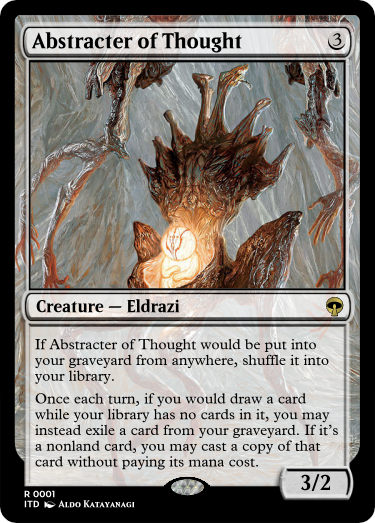 Abstracter of Thought 3
Creature — Eldrazi
If Abstracter of Thought would be put into
your graveyard from anywhere, shuffle it into
your library.
Once each turn, if you would draw a card
while your library has no cards in it, you may
instead exile a card from your graveyard. If it's
a nonland card, you may cast a copy of that
card without paying its mana cost.
3/2
R 0001
ITD Aldo Katayanagi